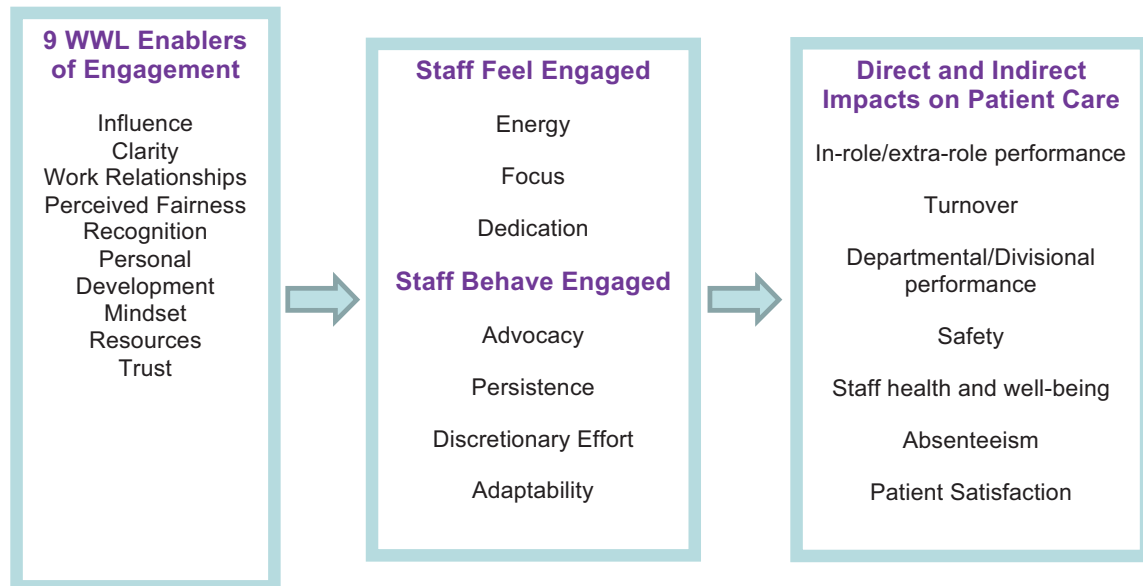 9 WWL Enablers
of Engagement
Influence
Clarity
Work Relationships
Perceived Fairness
Recognition
Personal
Development
Mindset
Resources
Trust
Staff Feel Engaged
Energy
Focus
Dedication
Staff Behave Engaged
Advocacy
Persistence
Discretionary Effort
Adaptability
Direct and Indirect
Impacts on Patient Care
In-role/extra-role performance
Turnover
Departmental/Divisional
performance
Safety
Staff health and well-being
Absenteeism
Patient Satisfaction